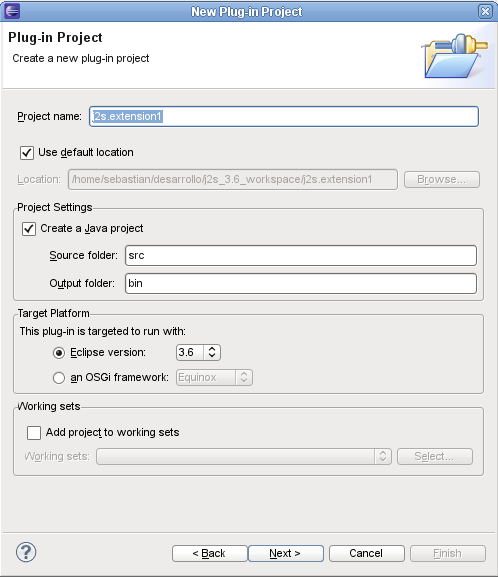 New Plug-in Project
Plug-in Project
Create a new plug-in project
Project name: j2s.extension1
Use default location
Location: /home/sebastian/desarrollo/j2s_3.6_workspace/j2s.extension1 Browse...
Project Settings
Create a Java project
Source folder: src
Output folder: bin
Target Platform
This plug-in is targeted to run with:
Eclipse version: 3.6
an OSGi framework: Equinox
Working sets
Add project to working sets
Working sets: Select...
? < Back Next > Cancel Finish